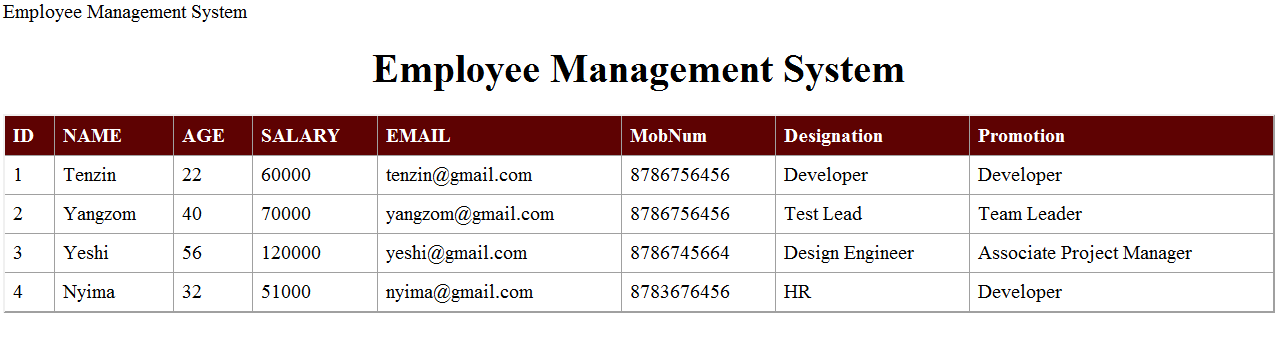 Employee Management System
Employee Management System
ID NAME AGE SALARY EMAIL MobNum Designation Promotion
1 Tenzin 22 60000 tenzin@gmail.com 8786756456 Developer Developer
2 Yangzom 40 70000 yangzom@gmail.com 8786756456 Test Lead Team Leader
3 Yeshi 56 120000 yeshi@gmail.com 8786745664 Design Engineer Associate Project Manager
4 Nyima 32 51000 nyima@gmail.com 8783676456 HR Developer